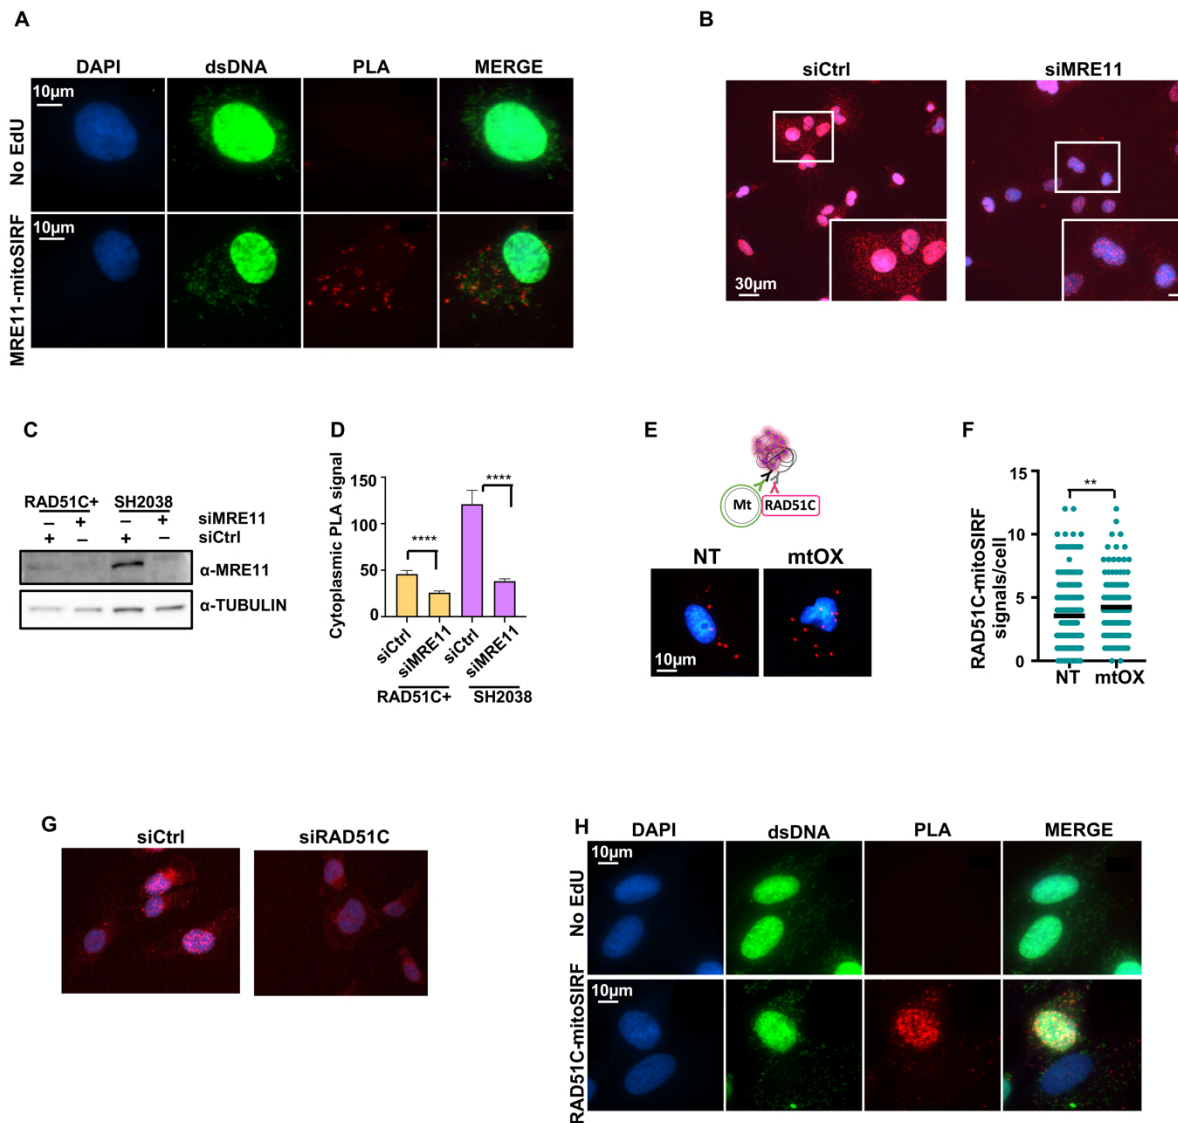 A
DAPI dsDNA PLA MERGE
No EdU
10µm
MRE11-mitoSIRF
10µm
B
siCtrl siMRE11
30µm
C
RAD51C+ SH2038
– + – + siMRE11
+ – + – siCtrl
α-MRE11
α-TUBULIN
D
Cytoplasmic PLA signal
150
100
50
0
**** ****
siCtrl siMRE11 siCtrl siMRE11
RAD51C+ SH2038
E
Mt RAD51C
NT mtOX
10µm
F
RAD51C-mitoSIRF
signals/cell
15
10
5
0
**
NT mtOX
G
siCtrl siRAD51C
H
DAPI dsDNA PLA MERGE
No EdU
10µm
RAD51C-mitoSIRF
10µm